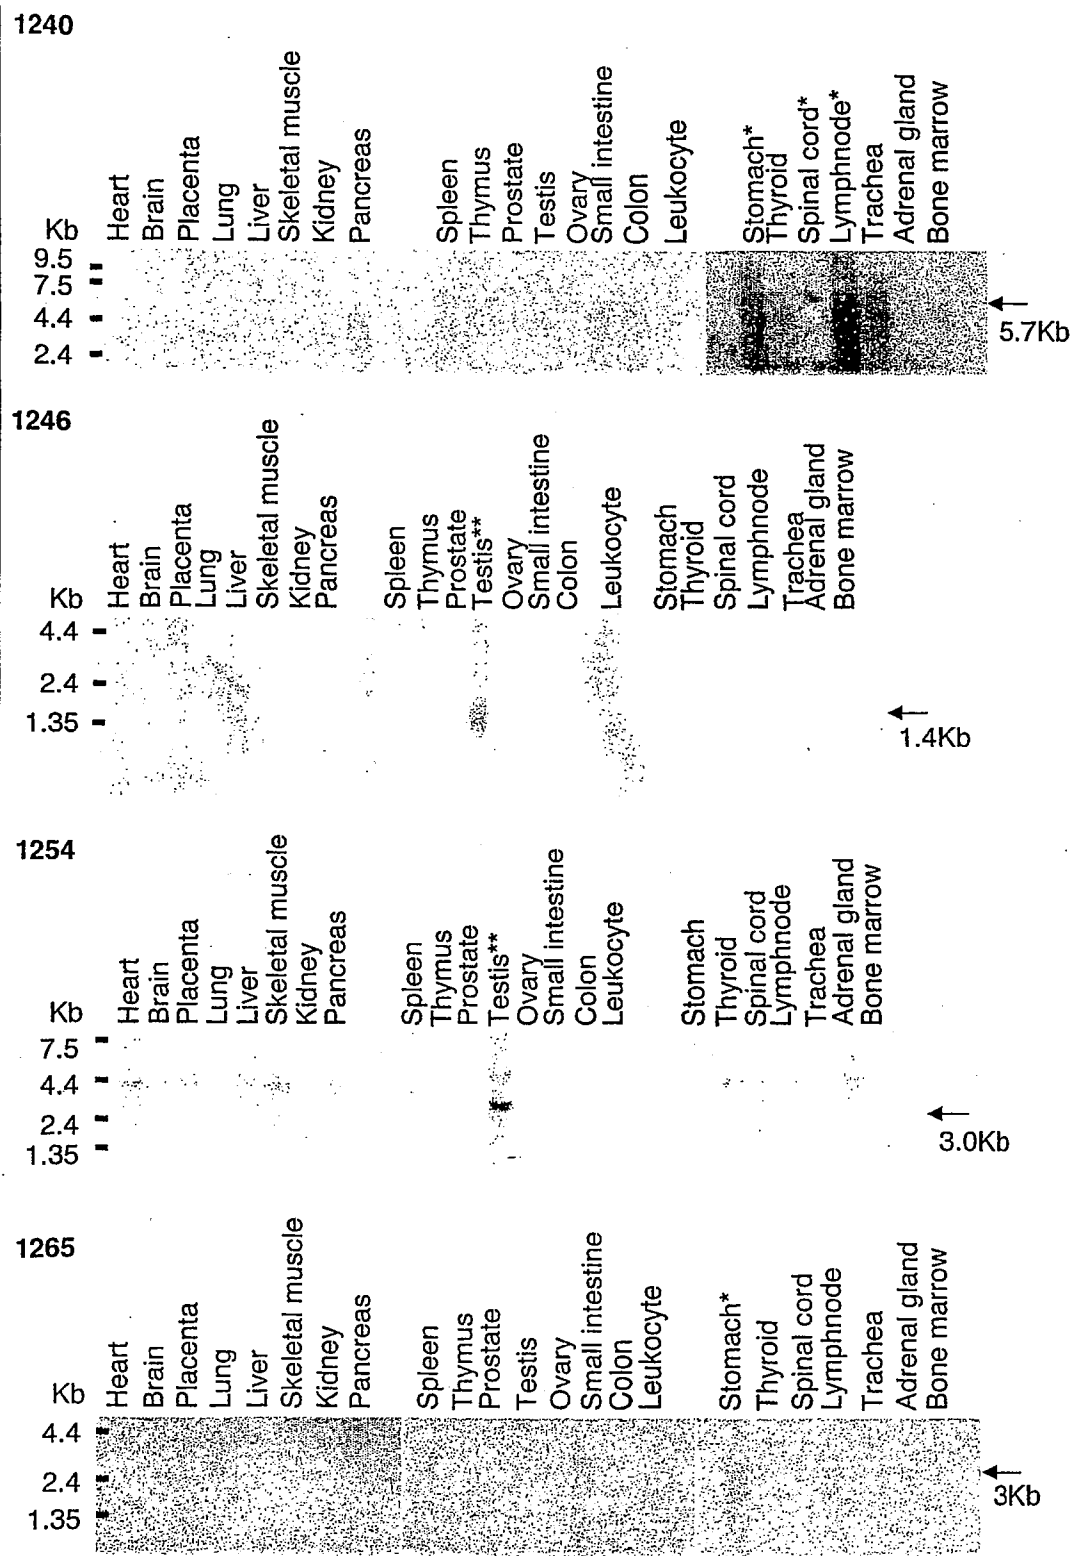 1240
Heart Brain Placenta Lung Liver Skeletal muscle Kidney Pancreas Spleen Thymus Prostate Testis Ovary Small intestine Colon Leukocyte Stomach* Thyroid Spinal cord* Lymphnode* Trachea Adrenal gland Bone marrow
Kb
9.5
7.5
4.4
2.4
5.7Kb
1246
Heart Brain Placenta Lung Liver Skeletal muscle Kidney Pancreas Spleen Thymus Prostate Testis** Ovary Small intestine Colon Leukocyte Stomach Thyroid Spinal cord Lymphnode Trachea Adrenal gland Bone marrow
Kb
4.4
2.4
1.35
1.4Kb
1254
Heart Brain Placenta Lung Liver Skeletal muscle Kidney Pancreas Spleen Thymus Prostate Testis** Ovary Small intestine Colon Leukocyte Stomach Thyroid Spinal cord Lymphnode Trachea Adrenal gland Bone marrow
Kb
7.5
4.4
2.4
1.35
3.0Kb
1265
Heart Brain Placenta Lung Liver Skeletal muscle Kidney Pancreas Spleen Thymus Prostate Testis Ovary Small intestine Colon Leukocyte Stomach* Thyroid Spinal cord Lymphnode Trachea Adrenal gland Bone marrow
Kb
4.4
2.4
1.35
3Kb